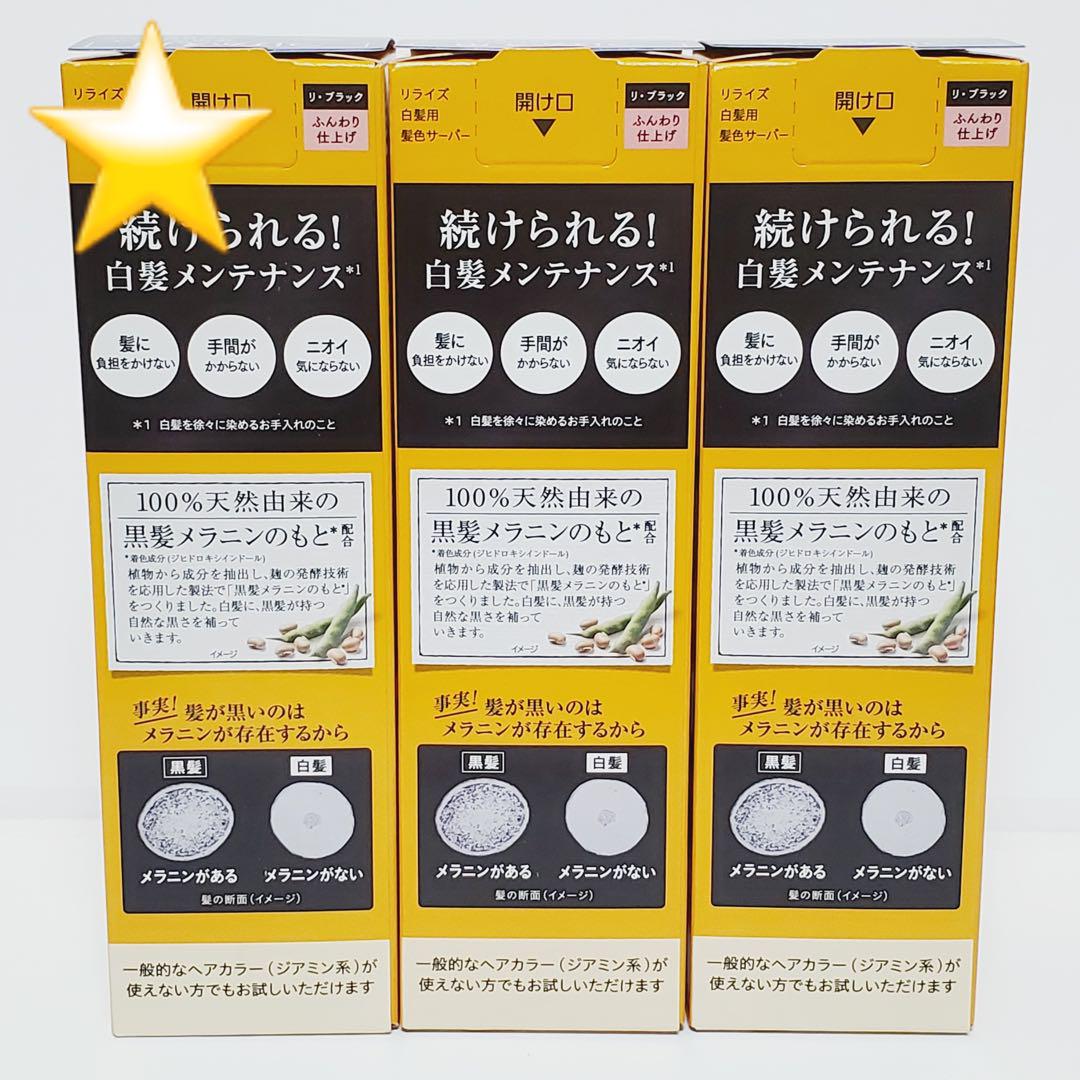 リライズ
開け口
リ・ブラック
ふんわり
仕上げ
続けられる!
白髪メンテナンス*1
髪に
負担をかけない
手間が
かからない
ニオイ
気にならない
*1 白髪を徐々に染めるお手入れのこと
100%天然由来の
黒髪メラニンのもと*配合
*着色成分(ジヒドロキシインドール)
植物から成分を抽出し、麹の発酵技術
を応用した製法で「黒髪メラニンのもと*」
をつくりました。白髪に、黒髪が持つ
自然な黒さを補って
いきます。
イメージ
事実! 髪が黒いのは
メラニンが存在するから
黒髪
白髪
メラニンがある
メラニンがない
髪の断面(イメージ)
一般的なヘアカラー(ジアミン系)が
使えない方でもお試しいただけます
リライズ
白髪用
髪色サーバー
開け口
リ・ブラック
ふんわり
仕上げ
続けられる!
白髪メンテナンス*1
髪に
負担をかけない
手間が
かからない
ニオイ
気にならない
*1 白髪を徐々に染めるお手入れのこと
100%天然由来の
黒髪メラニンのもと*配合
*着色成分(ジヒドロキシインドール)
植物から成分を抽出し、麹の発酵技術
を応用した製法で「黒髪メラニンのもと*」
をつくりました。白髪に、黒髪が持つ
自然な黒さを補って
いきます。
イメージ
事実! 髪が黒いのは
メラニンが存在するから
黒髪
白髪
メラニンがある
メラニンがない
髪の断面(イメージ)
一般的なヘアカラー(ジアミン系)が
使えない方でもお試しいただけます
リライズ
白髪用
髪色サーバー
開け口
リ・ブラック
ふんわり
仕上げ
続けられる!
白髪メンテナンス*1
髪に
負担をかけない
手間が
かからない
ニオイ
気にならない
*1 白髪を徐々に染めるお手入れのこと
100%天然由来の
黒髪メラニンのもと*配合
*着色成分(ジヒドロキシインドール)
植物から成分を抽出し、麹の発酵技術
を応用した製法で「黒髪メラニンのもと*」
をつくりました。白髪に、黒髪が持つ
自然な黒さを補って
いきます。
イメージ
事実! 髪が黒いのは
メラニンが存在するから
黒髪
白髪
メラニンがある
メラニンがない
髪の断面(イメージ)
一般的なヘアカラー(ジアミン系)が
使えない方でもお試しいただけます